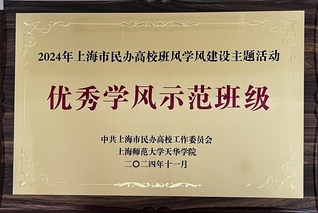 2024年上海市民办高校班风学风建设主题活动
优秀学风示范班级
中共上海市民办高校工作委员会
上海师范大学天华学院
二〇二四年十一月